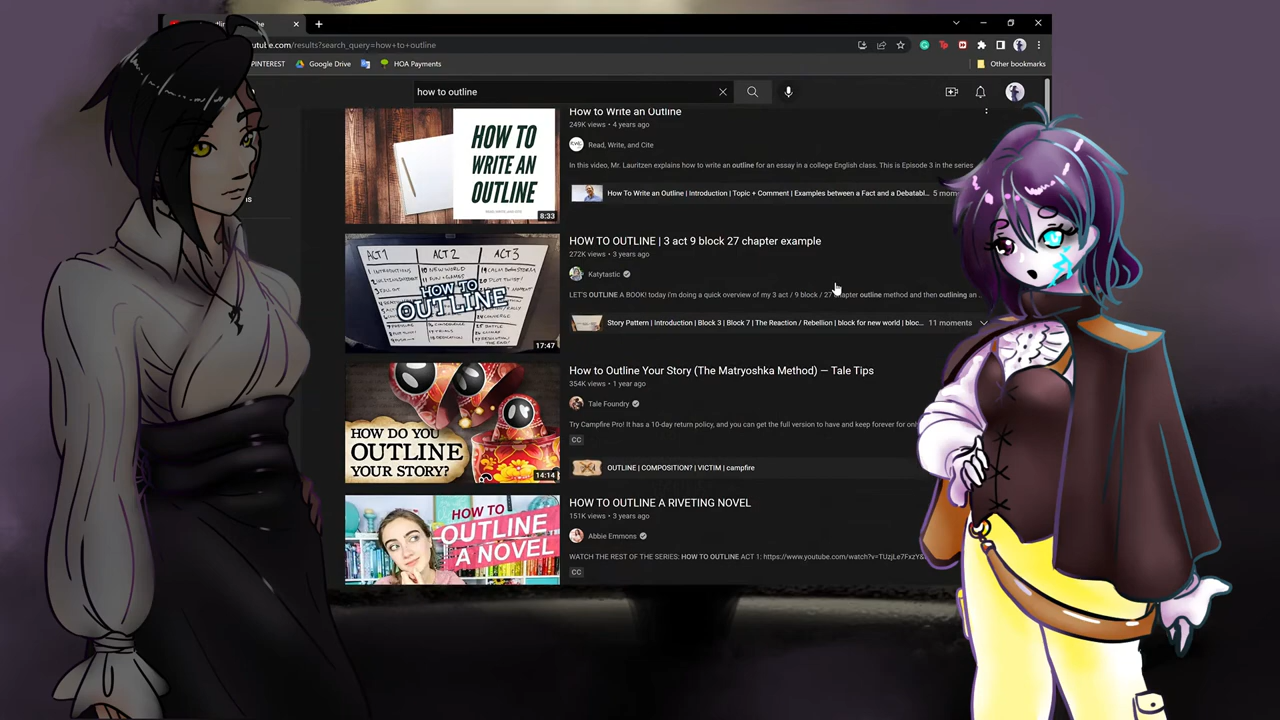 utube.com/results?search_query=how+to+outline
PINTEREST
Google Drive
HOA Payments
Other bookmarks
how to outline
How to Write an Outline
249K views • 4 years ago
Read, Write, and Cite
In this video, Mr. Lauritzen explains how to write an outline for an essay in a college English class. This is Episode 3 in the series
How To Write an Outline | Introduction | Topic + Comment | Examples between a Fact and a Debatabl...
5 mom
HOW TO
WRITE AN
OUTLINE
READ, WRITE, AND CITE
8:33
HOW TO OUTLINE | 3 act 9 block 27 chapter example
272K views • 3 years ago
Katytastic
LET'S OUTLINE A BOOK! today i'm doing a quick overview of my 3 act / 9 block / 27 chapter outline method and then outlining an ...
Story Pattern | Introduction | Block 3 | Block 7 | The Reaction / Rebellion | block for new world | bloc...
11 moments
ACT 1
ACT 2
ACT 3
HOW TO
OUTLINE
17:47
How to Outline Your Story (The Matryoshka Method) — Tale Tips
354K views • 1 year ago
Tale Foundry
Try Campfire Pro! It has a 10-day return policy, and you can get the full version to have and keep forever for onl
CC
OUTLINE | COMPOSITION? | VICTIM | campfire
HOW DO YOU
OUTLINE
YOUR STORY?
14:14
HOW TO OUTLINE A RIVETING NOVEL
151K views • 3 years ago
Abbie Emmons
WATCH THE REST OF THE SERIES: HOW TO OUTLINE ACT 1: https://www.youtube.com/watch?v=TUzjLe7FxzY&
CC
HOW TO
OUTLINE
A NOVEL